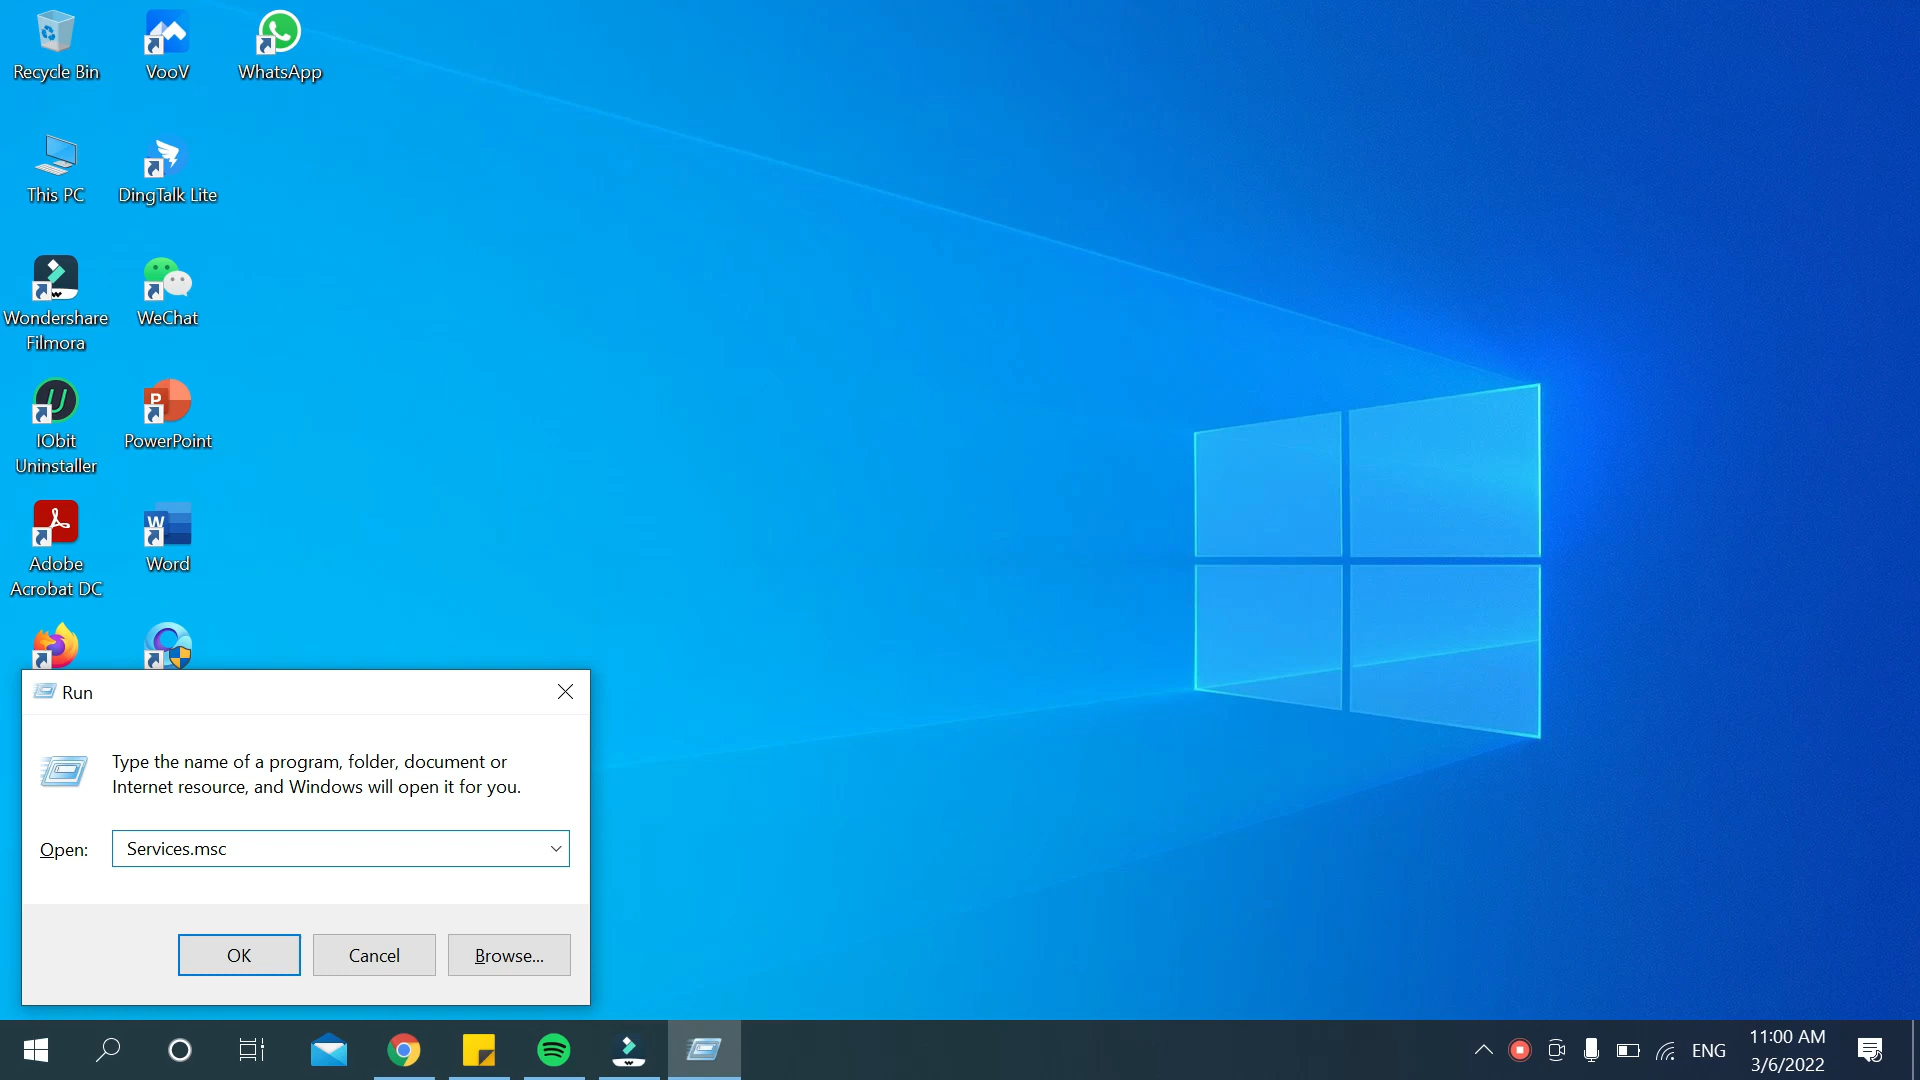 Recycle Bin
VooV
WhatsApp
This PC
DingTalk Lite
Wondershare
Filmora
WeChat
IObit
Uninstaller
PowerPoint
Adobe
Acrobat DC
Word
Run
Type the name of a program, folder, document or
Internet resource, and Windows will open it for you.
Open:
Services.msc
OK
Cancel
Browse...
ENG
11:00 AM
3/6/2022